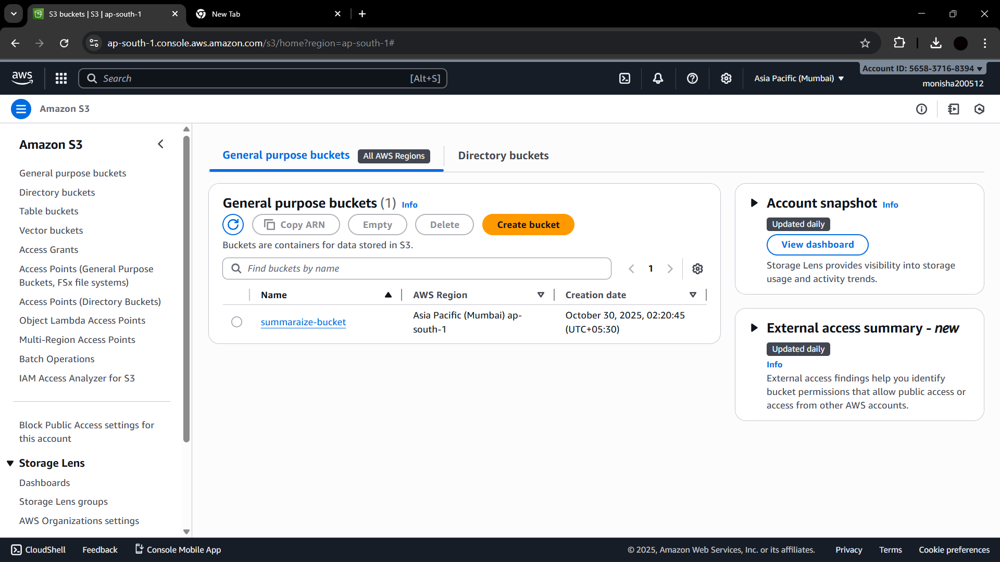 S3 buckets | S3 | ap-south-1
New Tab
ap-south-1.console.aws.amazon.com/s3/home?region=ap-south-1#
aws
Search
[Alt+S]
Asia Pacific (Mumbai)
Account ID: 5658-3716-8394
monisha200512
Amazon S3
Amazon S3
General purpose buckets
Directory buckets
Table buckets
Vector buckets
Access Grants
Access Points (General Purpose
Buckets, FSx file systems)
Access Points (Directory Buckets)
Object Lambda Access Points
Multi-Region Access Points
Batch Operations
IAM Access Analyzer for S3
Block Public Access settings for
this account
Storage Lens
Dashboards
Storage Lens groups
AWS Organizations settings
General purpose buckets
All AWS Regions
Directory buckets
General purpose buckets (1) Info
Copy ARN
Empty
Delete
Create bucket
Buckets are containers for data stored in S3.
Find buckets by name
1
Name
AWS Region
Creation date
summaraize-bucket
Asia Pacific (Mumbai) ap-
south-1
October 30, 2025, 02:20:45
(UTC+05:30)
Account snapshot Info
Updated daily
View dashboard
Storage Lens provides visibility into storage
usage and activity trends.
External access summary - new
Updated daily
Info
External access findings help you identify
bucket permissions that allow public access or
access from other AWS accounts.
CloudShell
Feedback
Console Mobile App
© 2025, Amazon Web Services, Inc. or its affiliates.
Privacy
Terms
Cookie preferences